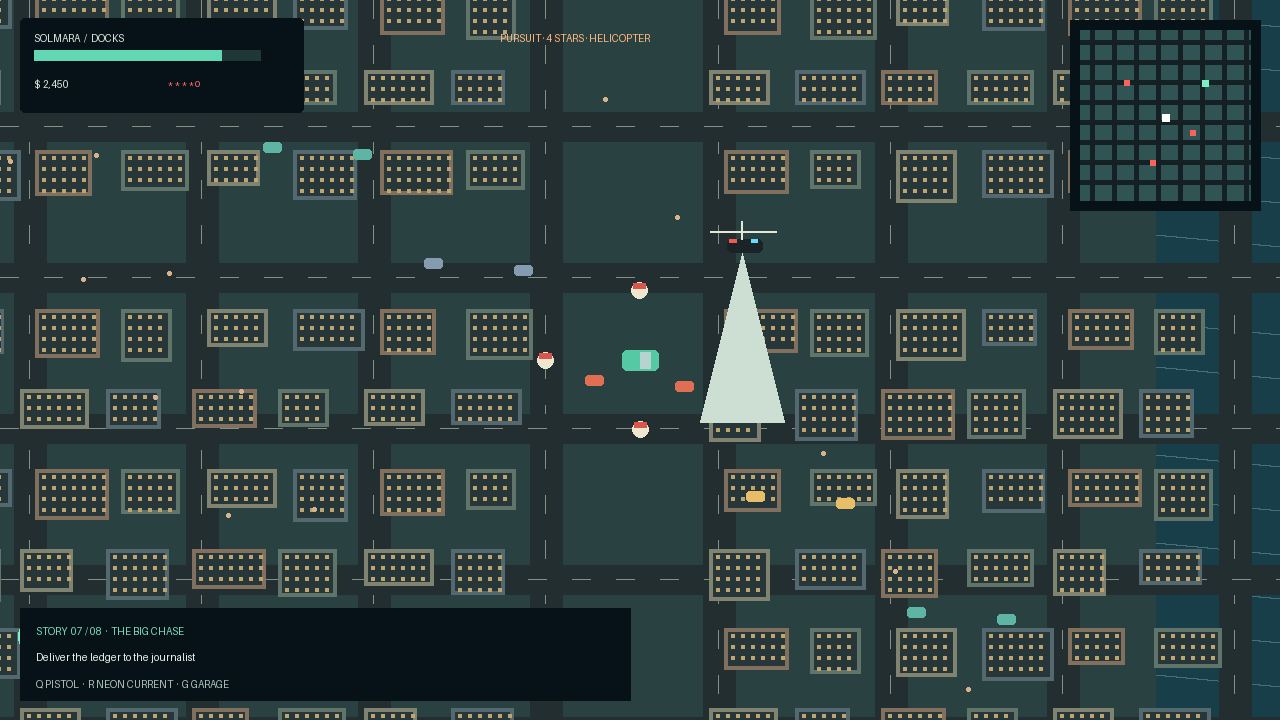 SOLMARA / DOCKS
PURSUIT · 4 STARS · HELICOPTER
$ 2,450
★★★★○
STORY 07 / 08 · THE BIG CHASE
Deliver the ledger to the journalist
Q PISTOL · R NEON CURRENT · G GARAGE